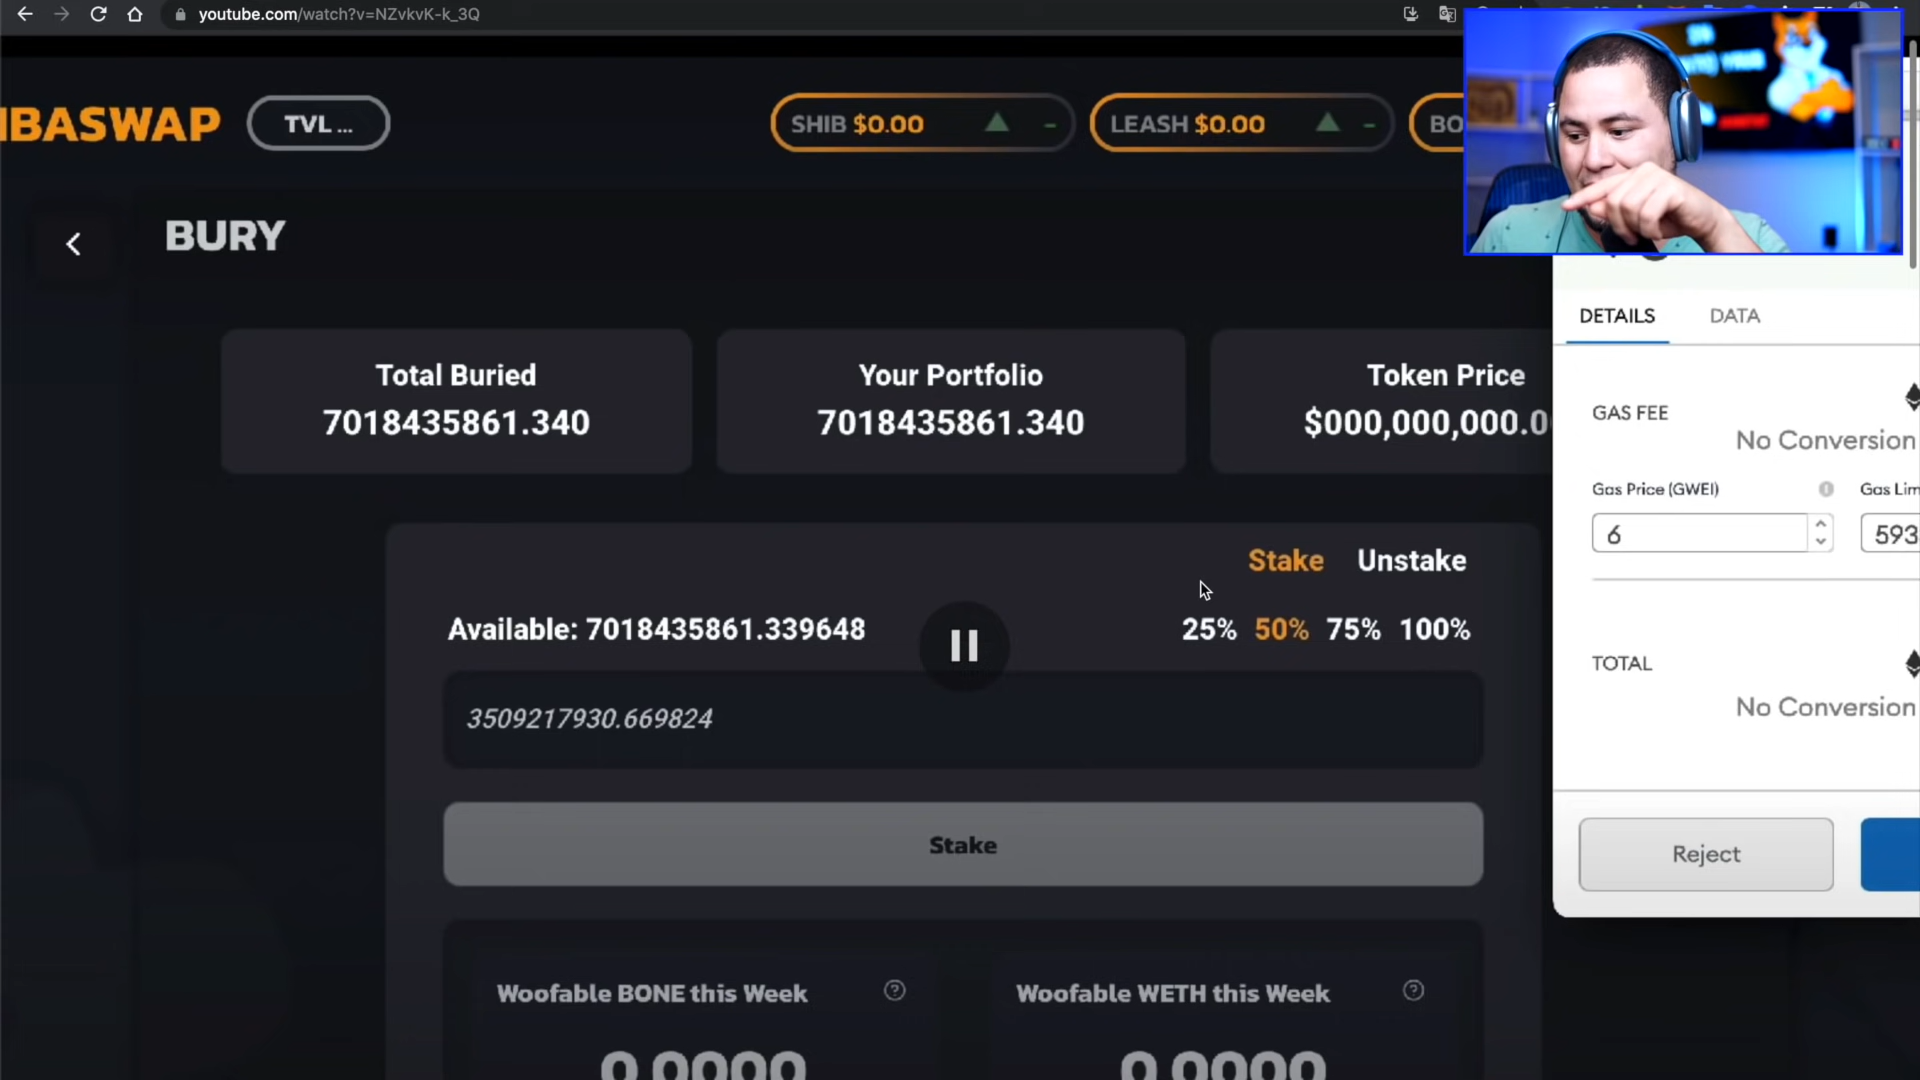 youtube.com/watch?v=NZvkvK-k_3Q
IBASWAP
TVL ...
SHIB $0.00 -
LEASH $0.00 -
BO
BURY
Total Buried
7018435861.340
Your Portfolio
7018435861.340
Token Price
$000,000,000.0
DETAILS
DATA
GAS FEE
No Conversion
Gas Price (GWEI)
Gas Lim
6
593
TOTAL
No Conversion
Reject
Stake Unstake
Available: 7018435861.339648
25% 50% 75% 100%
3509217930.669824
Stake
Woofable BONE this Week
Woofable WETH this Week
0.0000
0.0000